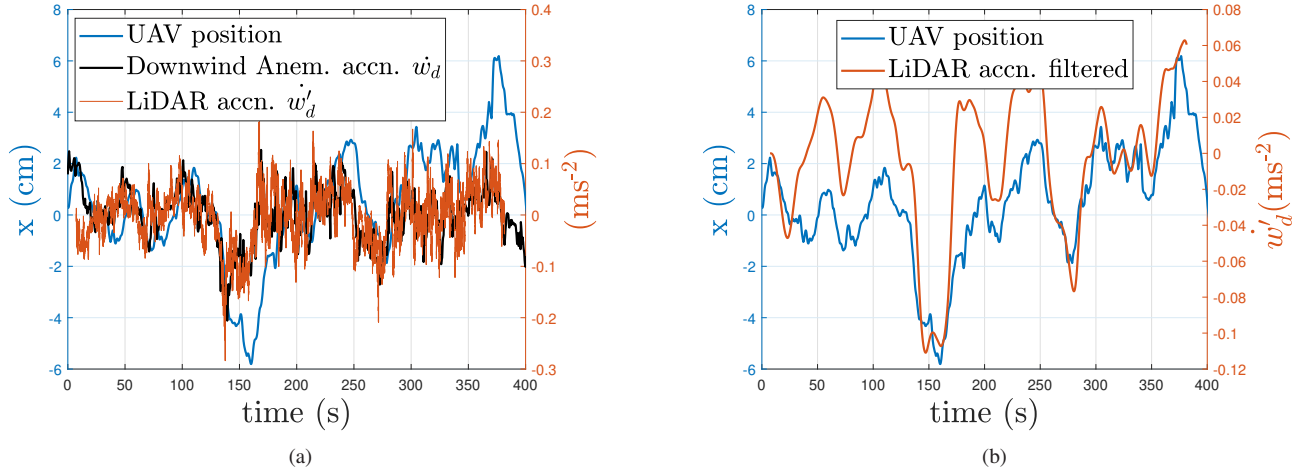 UAV position
Downwind Anem. accn. ẇ_d
LiDAR accn. ẇ′_d
x (cm)
8
6
4
2
0
-2
-4
-6
0.4
0.3
0.2
0.1
0
-0.1
-0.2
-0.3
(ms⁻²)
0 50 100 150 200 250 300 350 400
time (s)
(a)
UAV position
LiDAR accn. filtered
x (cm)
8
6
4
2
0
-2
-4
-6
0.08
0.06
0.04
0.02
0
-0.02
-0.04
-0.06
-0.08
-0.1
-0.12
ẇ′_d(ms⁻²)
0 50 100 150 200 250 300 350 400
time (s)
(b)